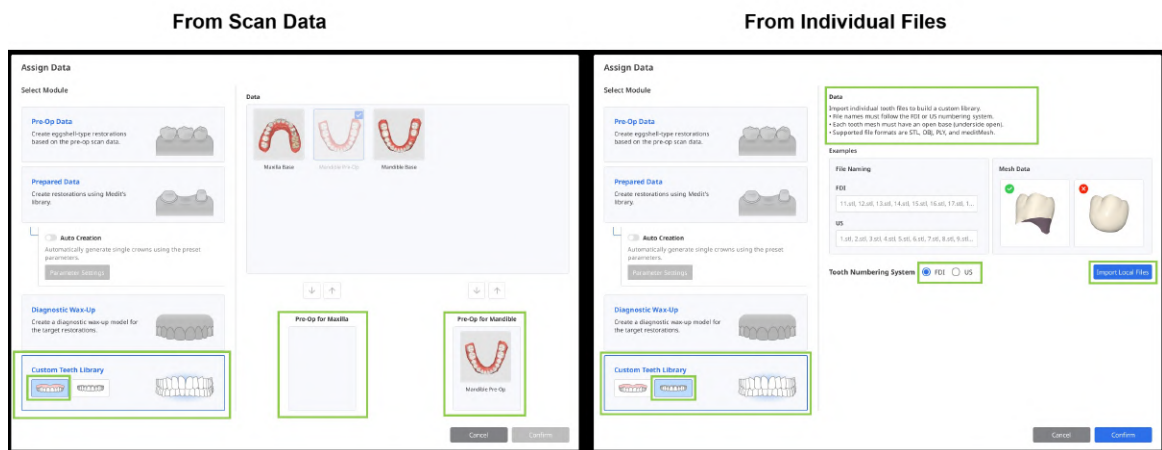 From Scan Data
Assign Data
Select Module
Pre-Op Data
Create eggshell-type restorations
based on the pre-op scan data.
Prepared Data
Create restorations using Medit's
library.
Auto Creation
Automatically generate single crowns using the preset
parameters.
Parameter Settings
Diagnostic Wax-Up
Create a diagnostic wax-up model for
the target restorations.
Custom Teeth Library
Data
Maxilla Base
Mandible Pre-Op
Mandible Base
Pre-Op for Maxilla
Pre-Op for Mandible
Mandible Pre-Op
Cancel
Confirm
From Individual Files
Assign Data
Select Module
Pre-Op Data
Create eggshell-type restorations
based on the pre-op scan data.
Prepared Data
Create restorations using Medit's
library.
Auto Creation
Automatically generate single crowns using the preset
parameters.
Parameter Settings
Diagnostic Wax-Up
Create a diagnostic wax-up model for
the target restorations.
Custom Teeth Library
Data
Import individual tooth files to build a custom library.
• File names must follow the FDI or US numbering system.
• Each tooth mesh must have an open base (underside open).
• Supported file formats are STL, OBJ, PLY, and meditMesh.
Examples
File Naming
FDI
11.stl, 12.stl, 13.stl, 14.stl, 15.stl, 16.stl, 17.stl, 1...
US
1.stl, 2.stl, 3.stl, 4.stl, 5.stl, 6.stl, 7.stl, 8.stl, 9.stl...
Mesh Data
Tooth Numbering System
FDI
US
Import Local Files
Cancel
Confirm